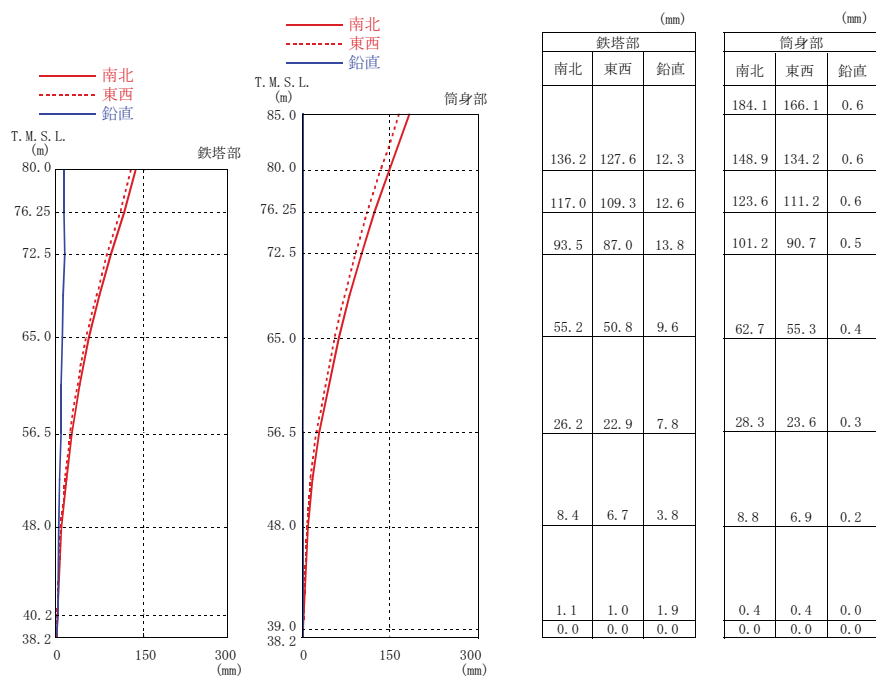 南北
東西
鉛直
T.M.S.L.
(m)
鉄塔部
80.0
76.25
72.5
65.0
56.5
48.0
40.2
38.2
0 150 300
(mm)
南北
東西
鉛直
T.M.S.L.
(m)
筒身部
85.0
80.0
76.25
72.5
65.0
56.5
48.0
39.0
38.2
0 150 300
(mm)
(mm)
鉄塔部
南北 東西 鉛直
136.2 127.6 12.3
117.0 109.3 12.6
93.5 87.0 13.8
55.2 50.8 9.6
26.2 22.9 7.8
8.4 6.7 3.8
1.1 1.0 1.9
0.0 0.0 0.0
(mm)
筒身部
南北 東西 鉛直
184.1 166.1 0.6
148.9 134.2 0.6
123.6 111.2 0.6
101.2 90.7 0.5
62.7 55.3 0.4
28.3 23.6 0.3
8.8 6.9 0.2
0.4 0.4 0.0
0.0 0.0 0.0